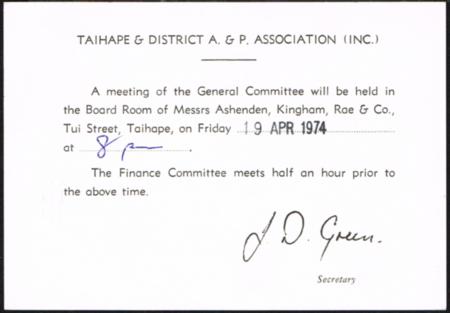 TAIHAPE & DISTRICT A. & P. ASSOCIATION (INC.)
A meeting of the General Committee will be held in
the Board Room of Messrs Ashenden, Kingham, Rae & Co.,
Tui Street, Taihape, on Friday 19 APR 1974
at 8 pm .
The Finance Committee meets half an hour prior to
the above time.
J. D. Green.
Secretary